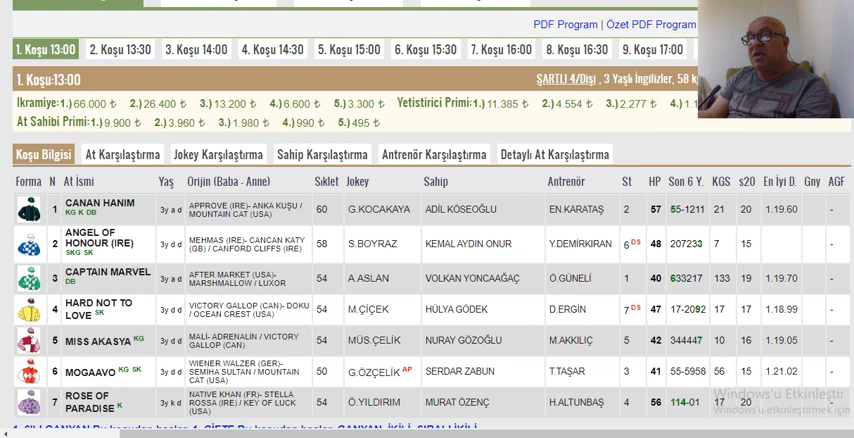 PDF Program | Özet PDF Program
1. Koşu 13:00 2. Koşu 13:30 3. Koşu 14:00 4. Koşu 14:30 5. Koşu 15:00 6. Koşu 15:30 7. Koşu 16:00 8. Koşu 16:30 9. Koşu 17:00
1. Koşu:13:00 ŞARTLI 4/Dişi , 3 Yaşlı İngilizler, 58 k
Ikramiye: 1.) 66.000 ₺ 2.) 26.400 ₺ 3.) 13.200 ₺ 4.) 6.600 ₺ 5.) 3.300 ₺ Yetistirici Primi: 1.) 11.385 ₺ 2.) 4.554 ₺ 3.) 2.277 ₺ 4.) 1.1
At Sahibi Primi: 1.) 9.900 ₺ 2.) 3.960 ₺ 3.) 1.980 ₺ 4.) 990 ₺ 5.) 495 ₺
Koşu Bilgisi At Karşılaştırma Jokey Karşılaştırma Sahip Karşılaştırma Antrenör Karşılaştırma Detaylı At Karşılaştırma
Forma N At İsmi Yaş Orijin (Baba - Anne) Sıklet Jokey Sahip Antrenör St HP Son 6 Y. KGS s20 En İyi D. Gny AGF
1 CANAN HANIM KG K DB 3y a d APPROVE (IRE)- ANKA KUŞU / MOUNTAIN CAT (USA) 60 G.KOCAKAYA ADİL KÖSEOĞLU EN.KARATAŞ 2 57 55-1211 21 20 1.19.60 -
2 ANGEL OF HONOUR (IRE) SKG SK 3y d d MEHMAS (IRE)- CANCAN KATY (GB) / CANFORD CLIFFS (IRE) 58 S.BOYRAZ KEMAL AYDIN ONUR Y.DEMİRKIRAN 6 DS 48 207233 7 15 -
3 CAPTAIN MARVEL DB 3y a d AFTER MARKET (USA)- MARSHMALLOW / LUXOR 54 A.ASLAN VOLKAN YONCAAĞAÇ Ö.GÜNELİ 1 40 633217 133 19 1.19.70 -
4 HARD NOT TO LOVE SK 3y d d VICTORY GALLOP (CAN)- DOKU / OCEAN CREST (USA) 54 M.ÇİÇEK HÜLYA GÖDEK D.ERGİN 7 DS 47 17-2092 17 17 1.18.99 -
5 MISS AKASYA KG 3y d d MALI- ADRENALIN / VICTORY GALLOP (CAN) 54 MÜS.ÇELİK NURAY GÖZOĞLU M.AKKILIÇ 5 42 344447 10 16 1.19.05 -
6 MOGAAVO KG SK 3y d d WIENER WALZER (GER)- SEMİHA SULTAN / MOUNTAIN CAT (USA) 50 G.ÖZÇELİK AP SERDAR ZABUN T.TAŞAR 3 41 55-5958 56 15 1.21.02 -
7 ROSE OF PARADISE K 3y k d NATIVE KHAN (FR)- STELLA ROSSA (IRE) / KEY OF LUCK (USA) 54 Ö.YILDIRIM MURAT ÖZENÇ H.ALTUNBAŞ 4 56 114-01 17 20 -
Windows'u Etkinleştir
Windows'u etkinleştirmek için